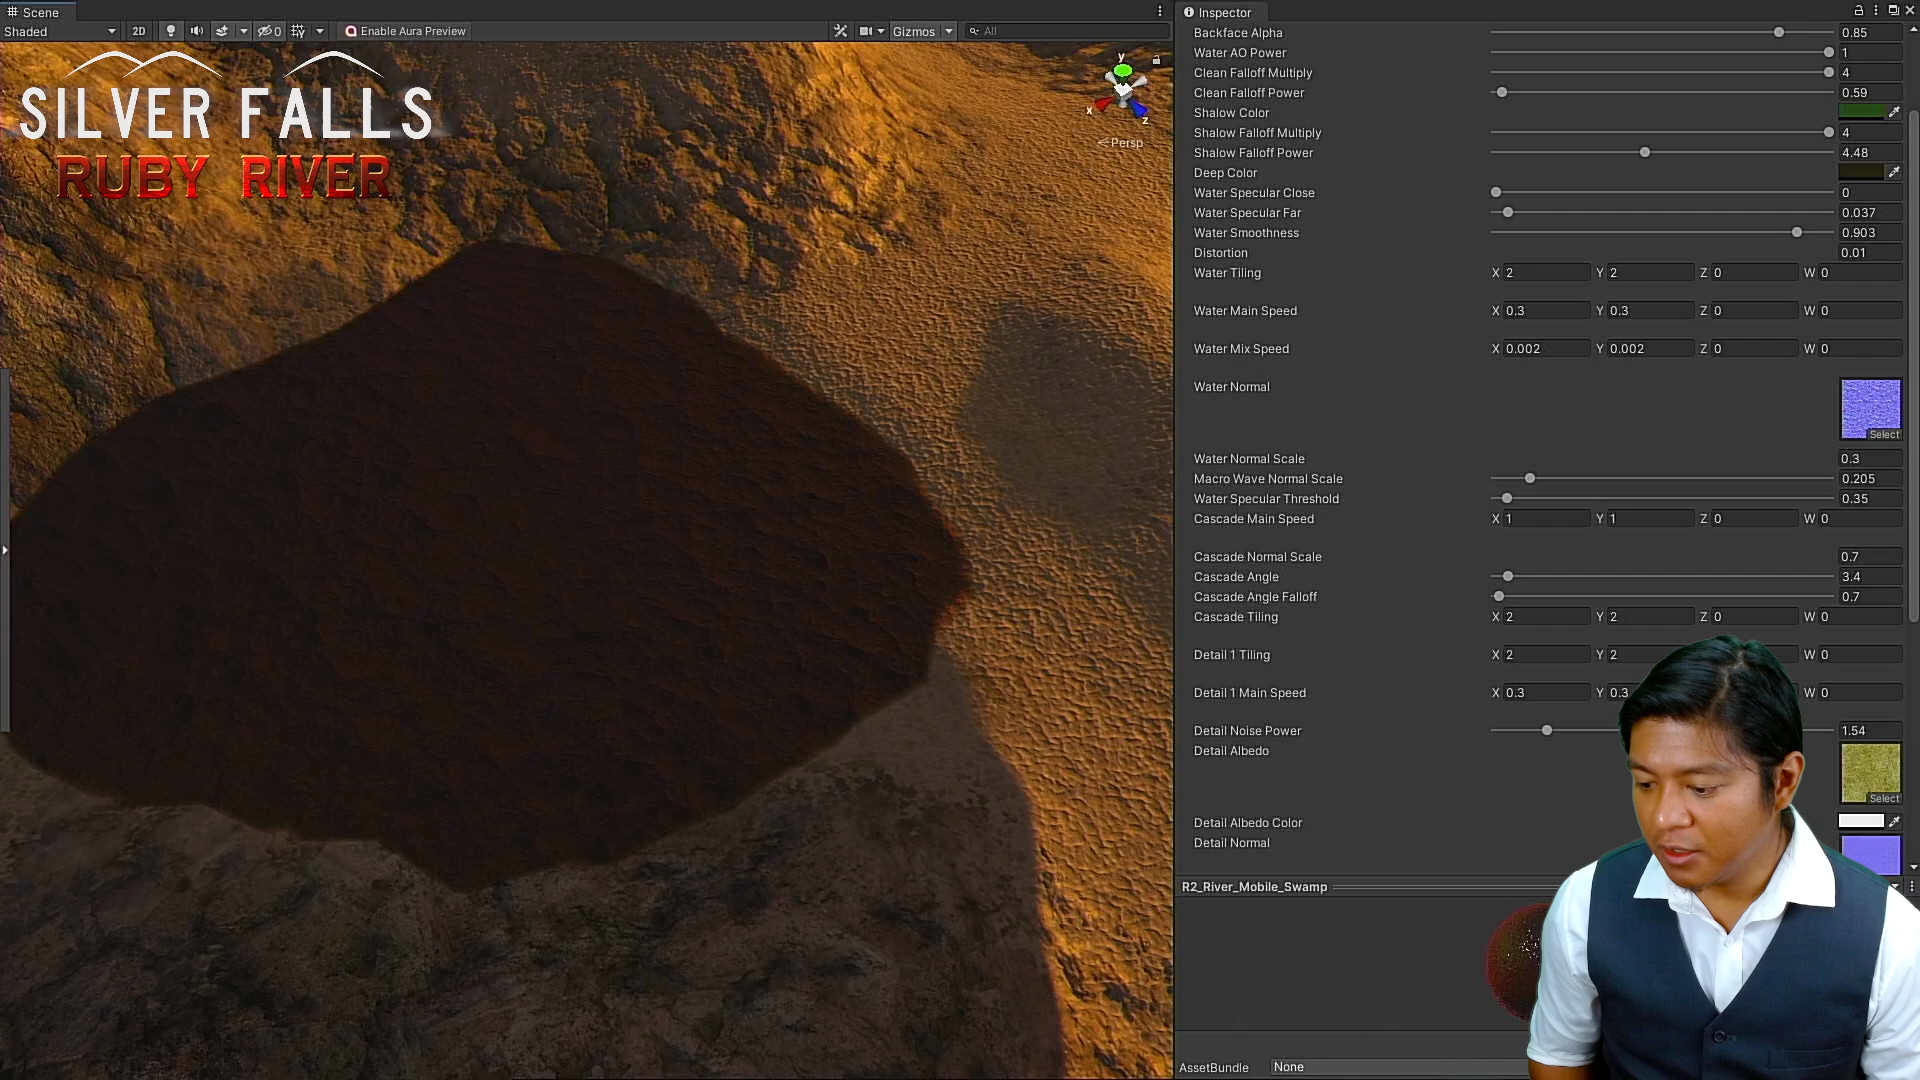 Scene
Shaded
2D
0
Enable Aura Preview
Gizmos
All
SILVER FALLS
RUBY RIVER
y
x
z
Persp
Inspector
Backface Alpha 0.85
Water AO Power 1
Clean Falloff Multiply 4
Clean Falloff Power 0.59
Shalow Color
Shalow Falloff Multiply 4
Shalow Falloff Power 4.48
Deep Color
Water Specular Close 0
Water Specular Far 0.037
Water Smoothness 0.903
Distortion 0.01
Water Tiling X 2 Y 2 Z 0 W 0
Water Main Speed X 0.3 Y 0.3 Z 0 W 0
Water Mix Speed X 0.002 Y 0.002 Z 0 W 0
Water Normal
Select
Water Normal Scale 0.3
Macro Wave Normal Scale 0.205
Water Specular Threshold 0.35
Cascade Main Speed X 1 Y 1 Z 0 W 0
Cascade Normal Scale 0.7
Cascade Angle 3.4
Cascade Angle Falloff 0.7
Cascade Tiling X 2 Y 2 Z 0 W 0
Detail 1 Tiling X 2 Y 2 W 0
Detail 1 Main Speed X 0.3 Y 0.3 W 0
Detail Noise Power 1.54
Detail Albedo
Select
Detail Albedo Color
Detail Normal
R2_River_Mobile_Swamp
AssetBundle None